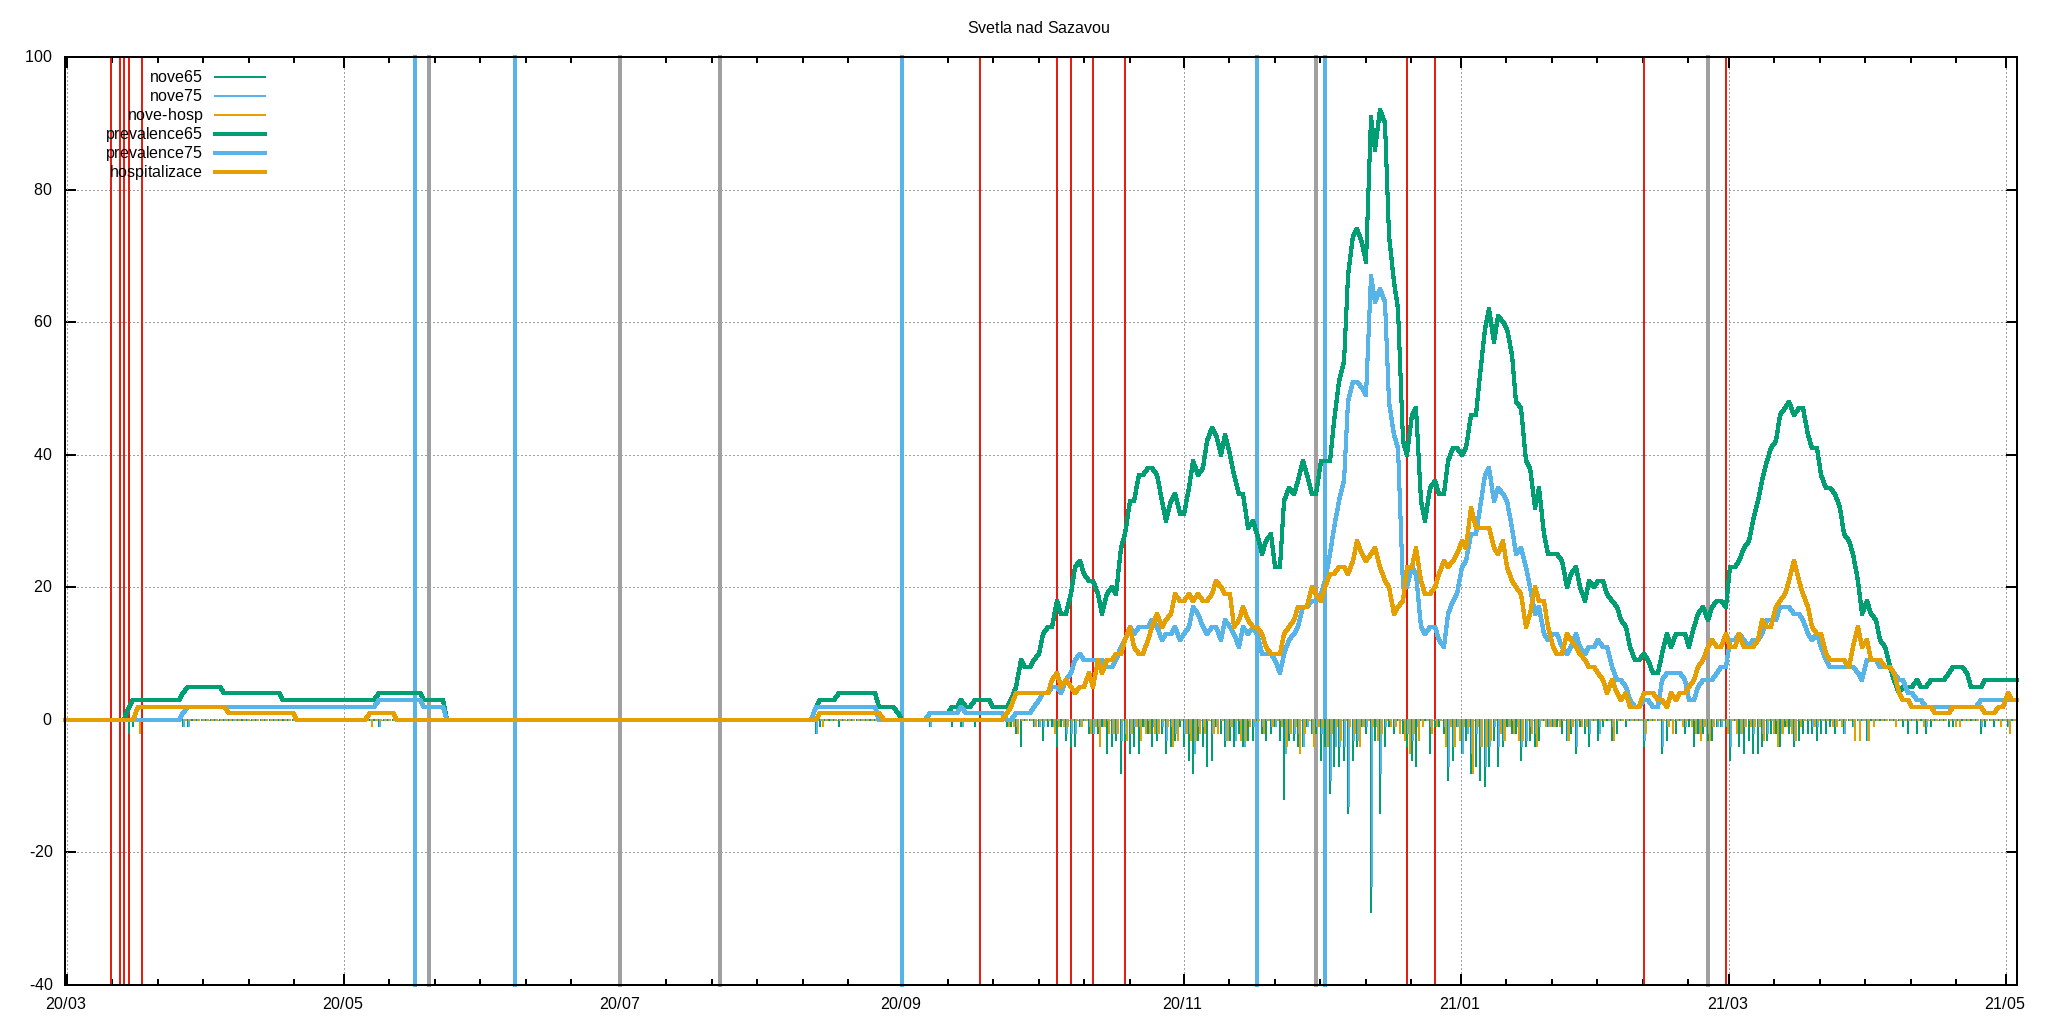 Svetla nad Sazavou
100
80
60
40
20
0
-20
-40
nove65
nove75
nove-hosp
prevalence65
prevalence75
hospitalizace
20/03 20/05 20/07 20/09 20/11 21/01 21/03 21/05